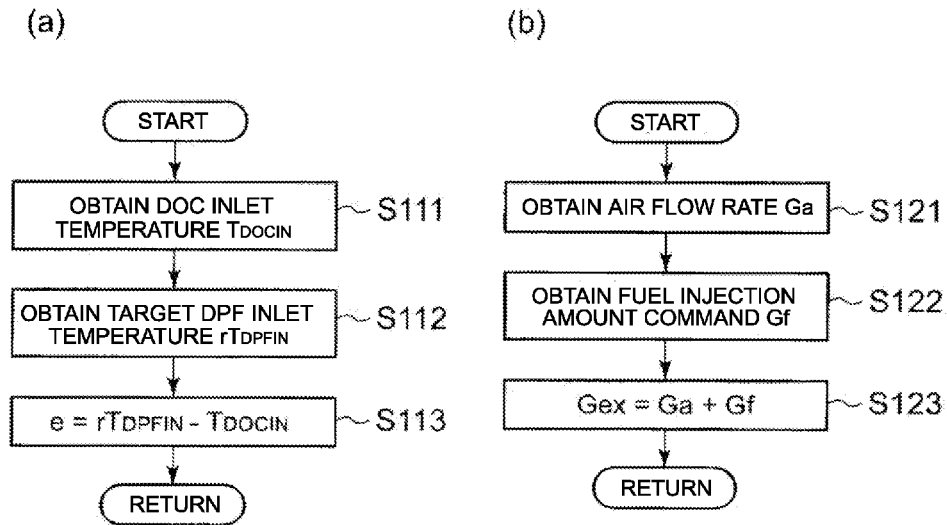 (a)
START
OBTAIN DOC INLET
TEMPERATURE TDOCIN
S111
OBTAIN TARGET DPF INLET
TEMPERATURE rTDPFIN
S112
e = rTDPFIN - TDOCIN
S113
RETURN
(b)
START
OBTAIN AIR FLOW RATE Ga
S121
OBTAIN FUEL INJECTION
AMOUNT COMMAND Gf
S122
Gex = Ga + Gf
S123
RETURN